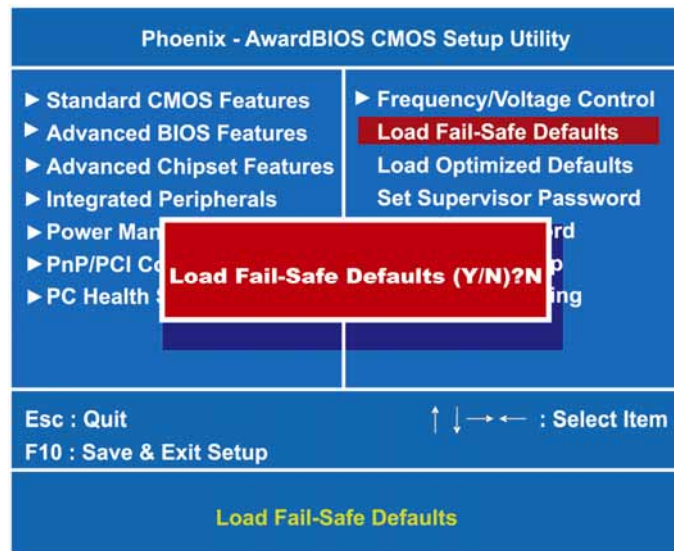 Phoenix - AwardBIOS CMOS Setup Utility
► Standard CMOS Features
► Advanced BIOS Features
► Advanced Chipset Features
► Integrated Peripherals
► Power Man
► PnP/PCI Co
► PC Health S
► Frequency/Voltage Control
Load Fail-Safe Defaults
Load Optimized Defaults
Set Supervisor Password
rd
p
ing
Load Fail-Safe Defaults (Y/N)?N
Esc : Quit
F10 : Save & Exit Setup
↑ ↓ → ← : Select Item
Load Fail-Safe Defaults